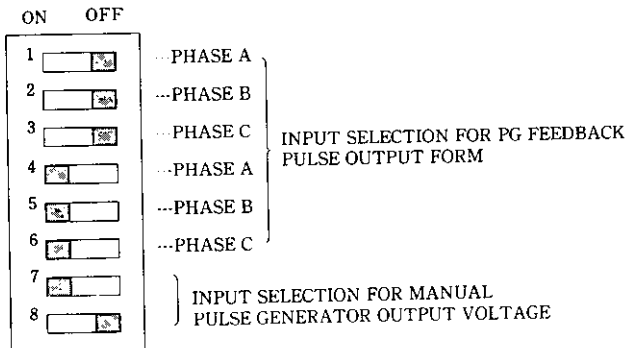 ON OFF
1 ...PHASE A
2 ---PHASE B
3 ...PHASE C
4 ---PHASE A
5 ---PHASE B
6 ---PHASE C
INPUT SELECTION FOR PG FEEDBACK
PULSE OUTPUT FORM
7
8
INPUT SELECTION FOR MANUAL
PULSE GENERATOR OUTPUT VOLTAGE